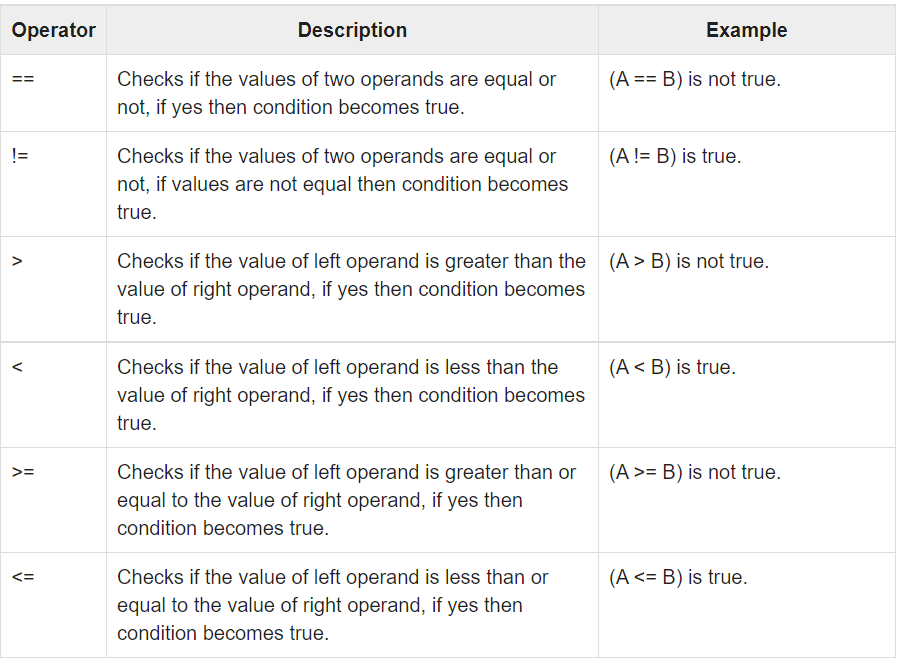 Operator Description Example
== Checks if the values of two operands are equal or (A == B) is not true.
not, if yes then condition becomes true.
!= Checks if the values of two operands are equal or (A != B) is true.
not, if values are not equal then condition becomes
true.
> Checks if the value of left operand is greater than the (A > B) is not true.
value of right operand, if yes then condition becomes
true.
< Checks if the value of left operand is less than the (A < B) is true.
value of right operand, if yes then condition becomes
true.
>= Checks if the value of left operand is greater than or (A >= B) is not true.
equal to the value of right operand, if yes then
condition becomes true.
<= Checks if the value of left operand is less than or (A <= B) is true.
equal to the value of right operand, if yes then
condition becomes true.